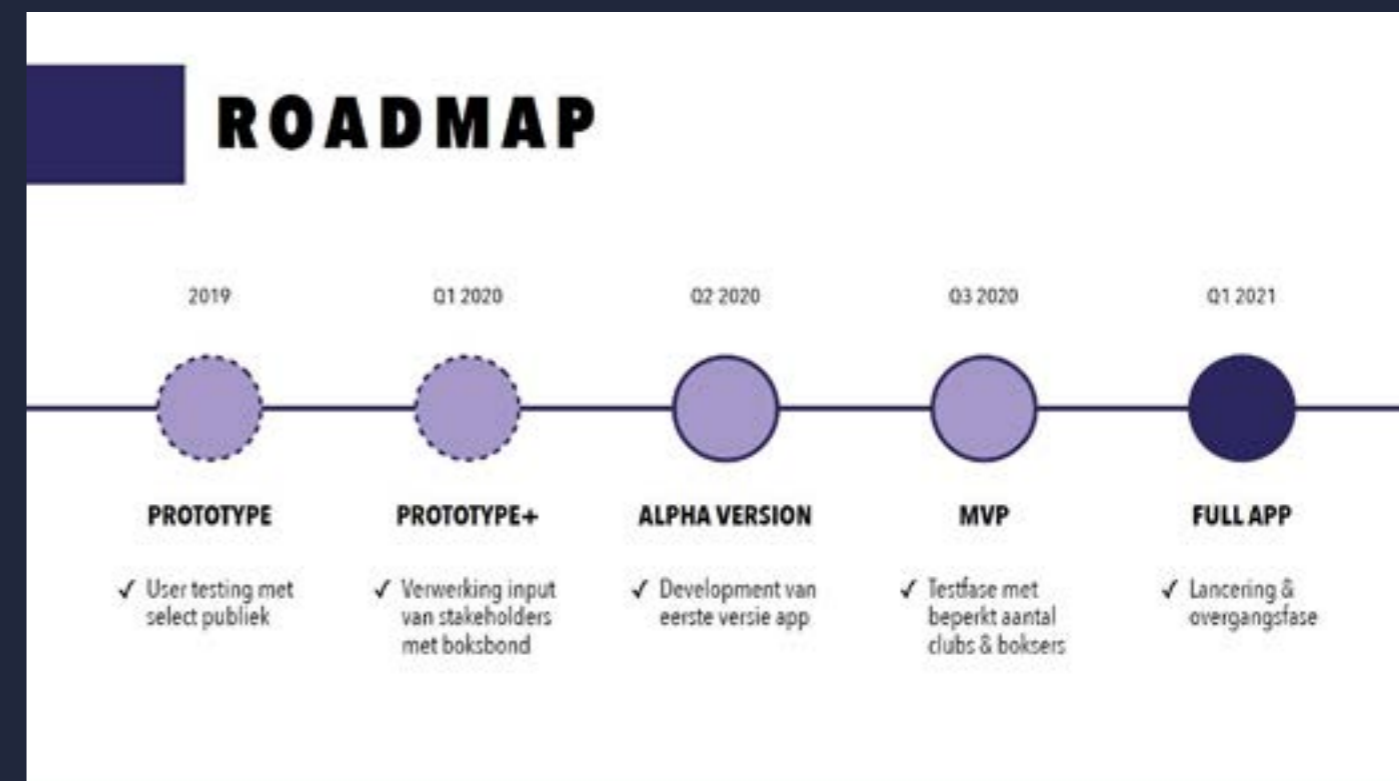 ROADMAP
2019
Q1 2020
Q2 2020
Q3 2020
Q1 2021
PROTOTYPE
PROTOTYPE+
ALPHA VERSION
MVP
FULL APP
✓ User testing met
select publiek
✓ Verwerking input
van stakeholders
met boksbond
✓ Development van
eerste versie app
✓ Testfase met
beperkt aantal
clubs & boksers
✓ Lancering &
overgangsfase